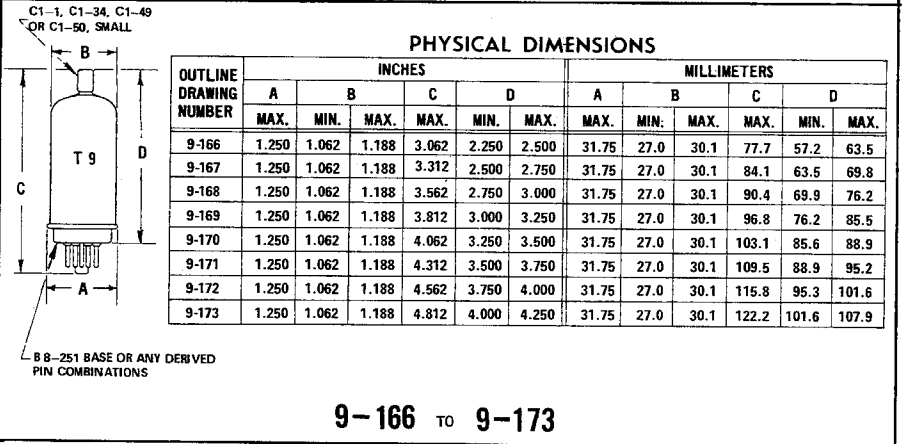 C1-1, C1-34, C1-49
OR C1-50, SMALL
B
T 9
D
C
A
B 8-251 BASE OR ANY DERIVED
PIN COMBINATIONS
PHYSICAL DIMENSIONS
OUTLINE DRAWING NUMBER INCHES MILLIMETERS
A B C D A B C D
MAX. MIN. MAX. MAX. MIN. MAX. MAX. MIN: MAX. MAX. MIN. MAX.
9-166 1.250 1.062 1.188 3.062 2.250 2.500 31.75 27.0 30.1 77.7 57.2 63.5
9-167 1.250 1.062 1.188 3.312 2.500 2.750 31.75 27.0 30.1 84.1 63.5 69.8
9-168 1.250 1.062 1.188 3.562 2.750 3.000 31.75 27.0 30.1 90.4 69.9 76.2
9-169 1.250 1.062 1.188 3.812 3.000 3.250 31.75 27.0 30.1 96.8 76.2 85.5
9-170 1.250 1.062 1.188 4.062 3.250 3.500 31.75 27.0 30.1 103.1 85.6 88.9
9-171 1.250 1.062 1.188 4.312 3.500 3.750 31.75 27.0 30.1 109.5 88.9 95.2
9-172 1.250 1.062 1.188 4.562 3.750 4.000 31.75 27.0 30.1 115.8 95.3 101.6
9-173 1.250 1.062 1.188 4.812 4.000 4.250 31.75 27.0 30.1 122.2 101.6 107.9
9-166 TO 9-173